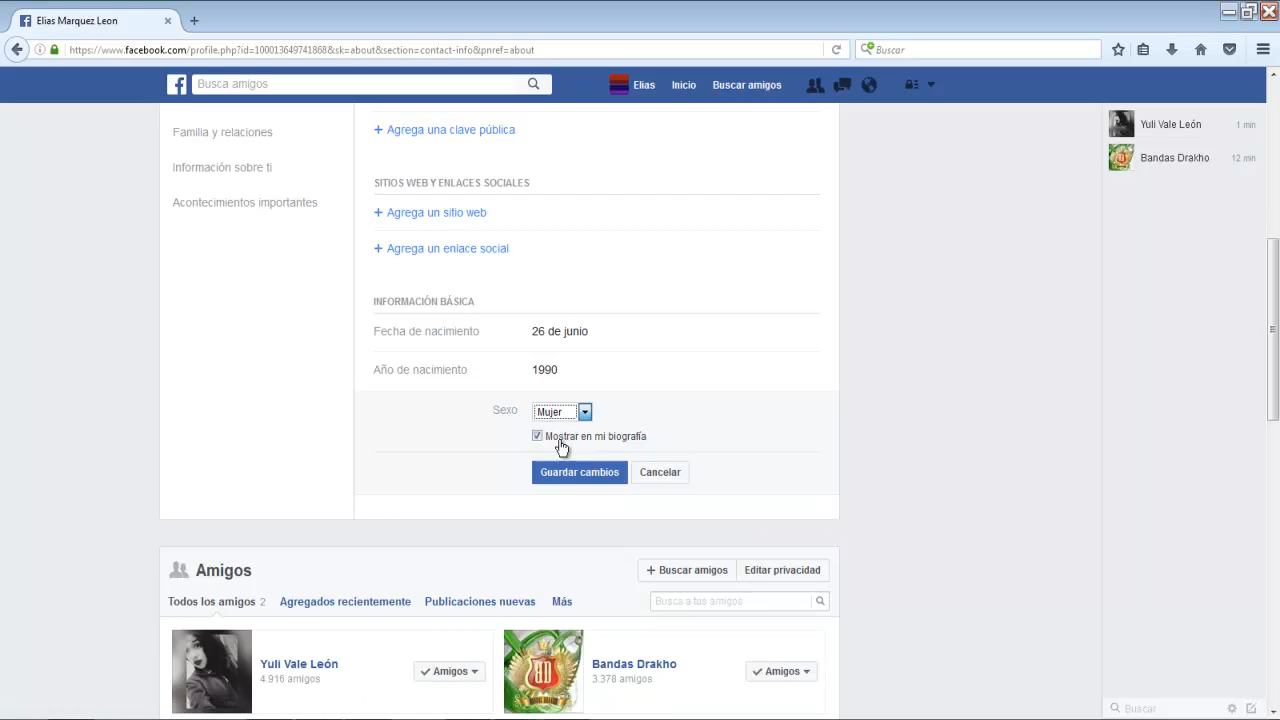 Elias Marquez Leon
https://www.facebook.com/profile.php?id=100013649741868&sk=about&section=contact-info&pnref=about
Buscar
Busca amigos
Elias
Inicio
Buscar amigos
Familia y relaciones
Información sobre ti
Acontecimientos importantes
+ Agrega una clave pública
SITIOS WEB Y ENLACES SOCIALES
+ Agrega un sitio web
+ Agrega un enlace social
INFORMACIÓN BÁSICA
Fecha de nacimiento 26 de junio
Año de nacimiento 1990
Sexo Mujer
Mostrar en mi biografía
Guardar cambios Cancelar
Amigos
+ Buscar amigos Editar privacidad
Todos los amigos 2 Agregados recientemente Publicaciones nuevas Más
Busca a tus amigos
Yuli Vale León
4.916 amigos
Amigos
Bandas Drakho
3.378 amigos
Amigos
Yuli Vale León 1 min
Bandas Drakho 12 min
Buscar